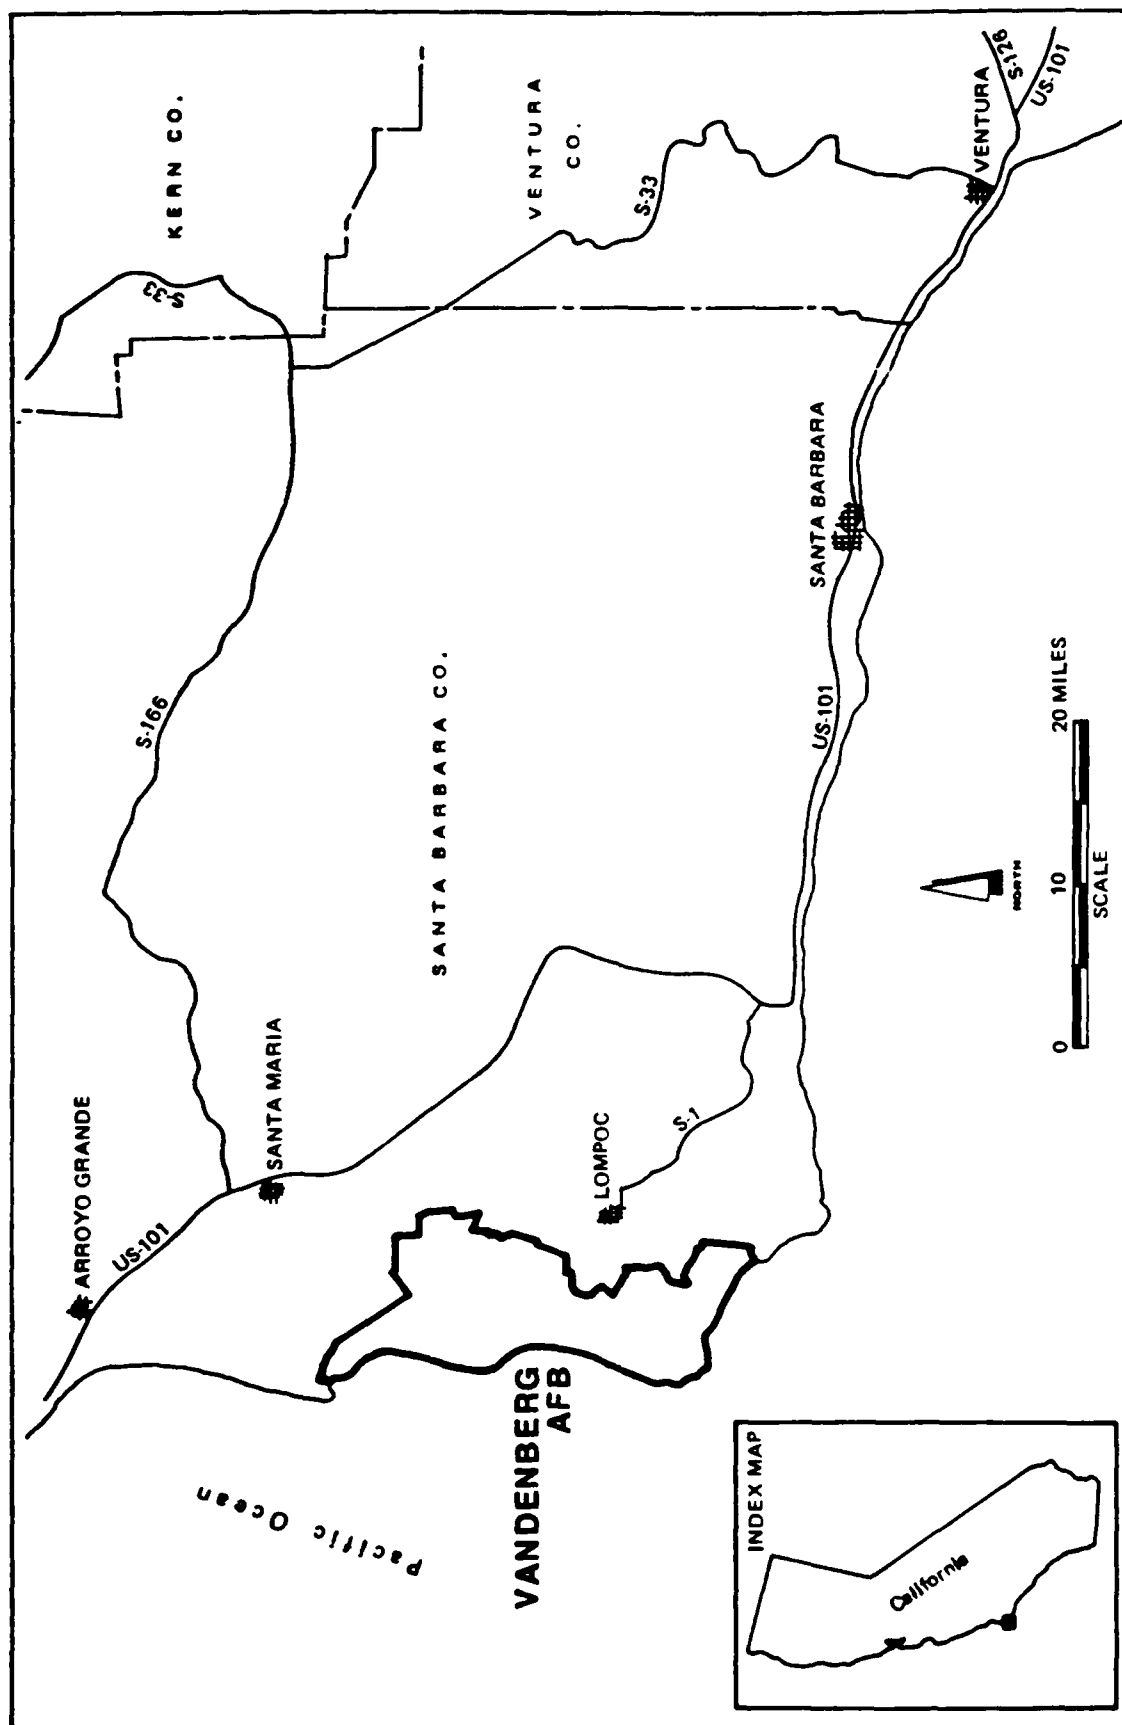 KERN CO.
S-33
VENTURA
CO.
S-33
S-126
US-101
VENTURA
S-166
SANTA BARBARA
SANTA BARBARA CO.
US-101
ARROYO GRANDE
US-101
SANTA MARIA
LOMPOC
S-1
NORTH
0
10
20 MILES
SCALE
VANDENBERG
AFB
Pacific Ocean
INDEX MAP
California